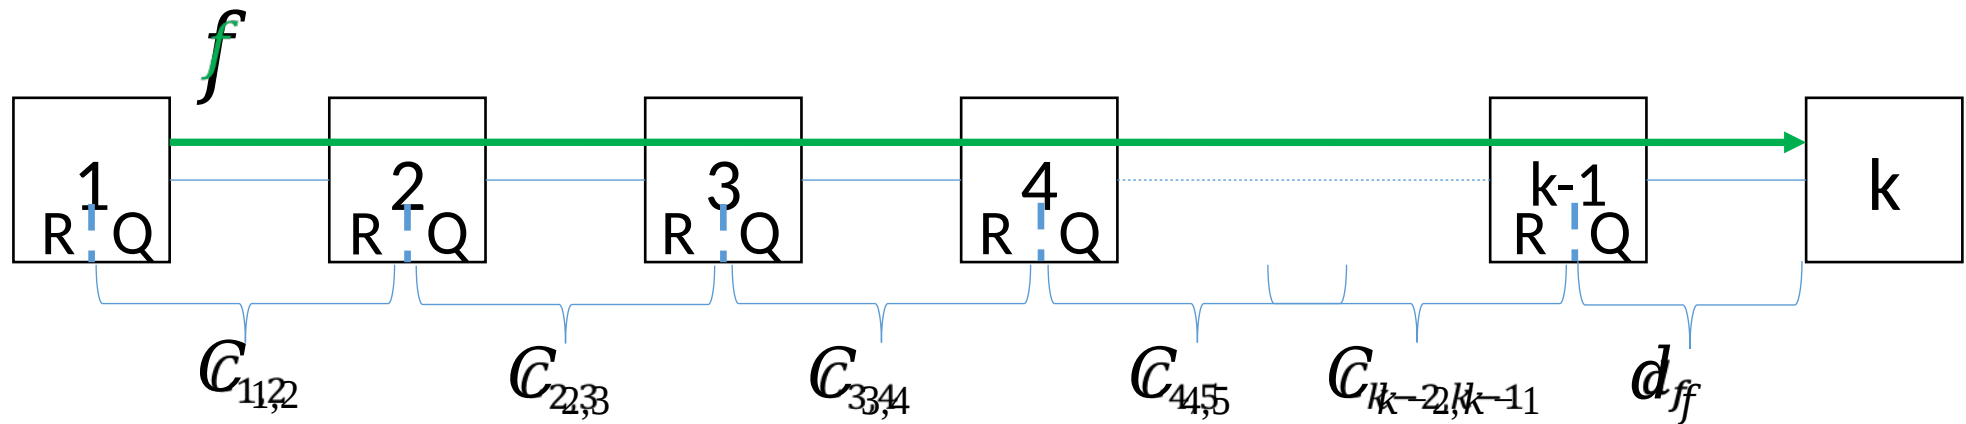 f
1 2 3 4 k-1 k
R Q R Q R Q R Q R Q
C1,2 C2,3 C3,4 C4,5 Ck−2,k−1 df